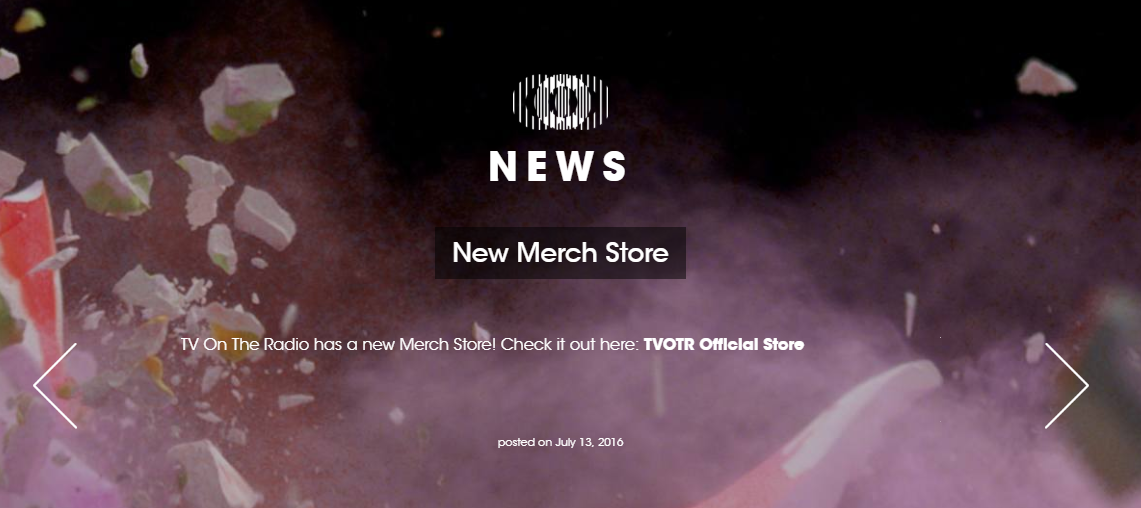 NEWS
New Merch Store
TV On The Radio has a new Merch Store! Check it out here: TVOTR Official Store
posted on July 13, 2016